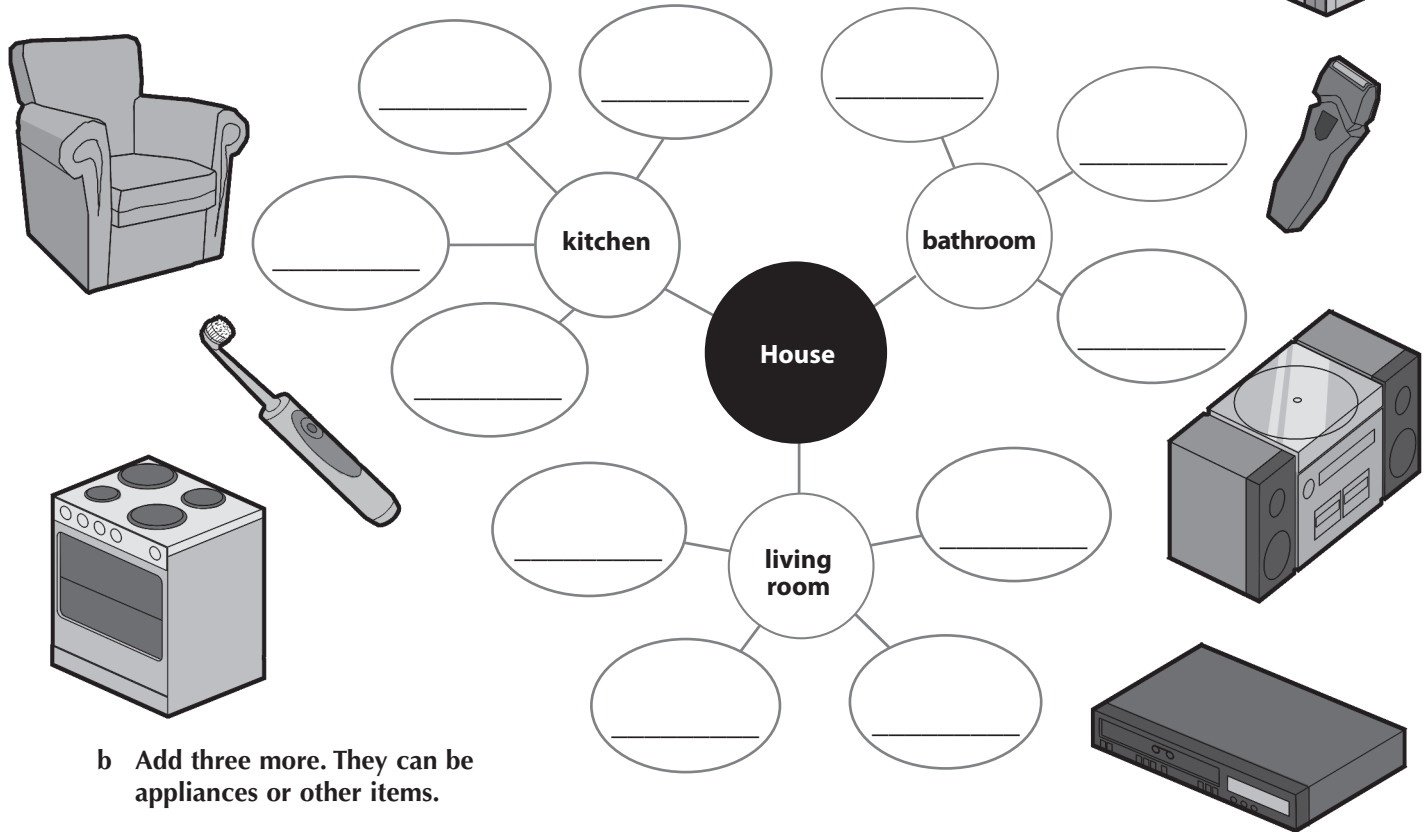 kitchen
bathroom
House
living
room
b Add three more. They can be
appliances or other items.